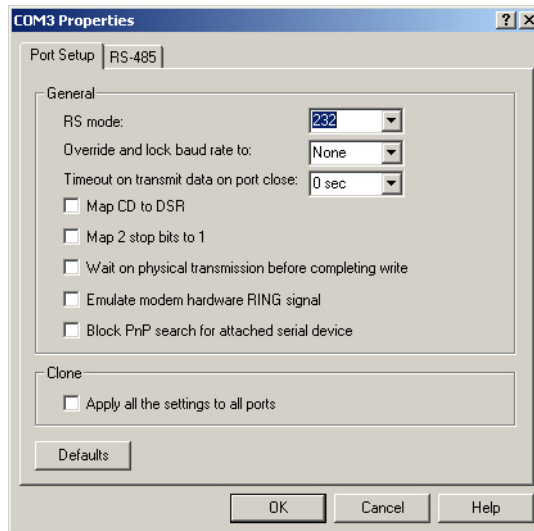 COM3 Properties
Port Setup
RS-485
General
RS mode: 232
Override and lock baud rate to: None
Timeout on transmit data on port close: 0 sec
Map CD to DSR
Map 2 stop bits to 1
Wait on physical transmission before completing write
Emulate modem hardware RING signal
Block PnP search for attached serial device
Clone
Apply all the settings to all ports
Defaults
OK Cancel Help